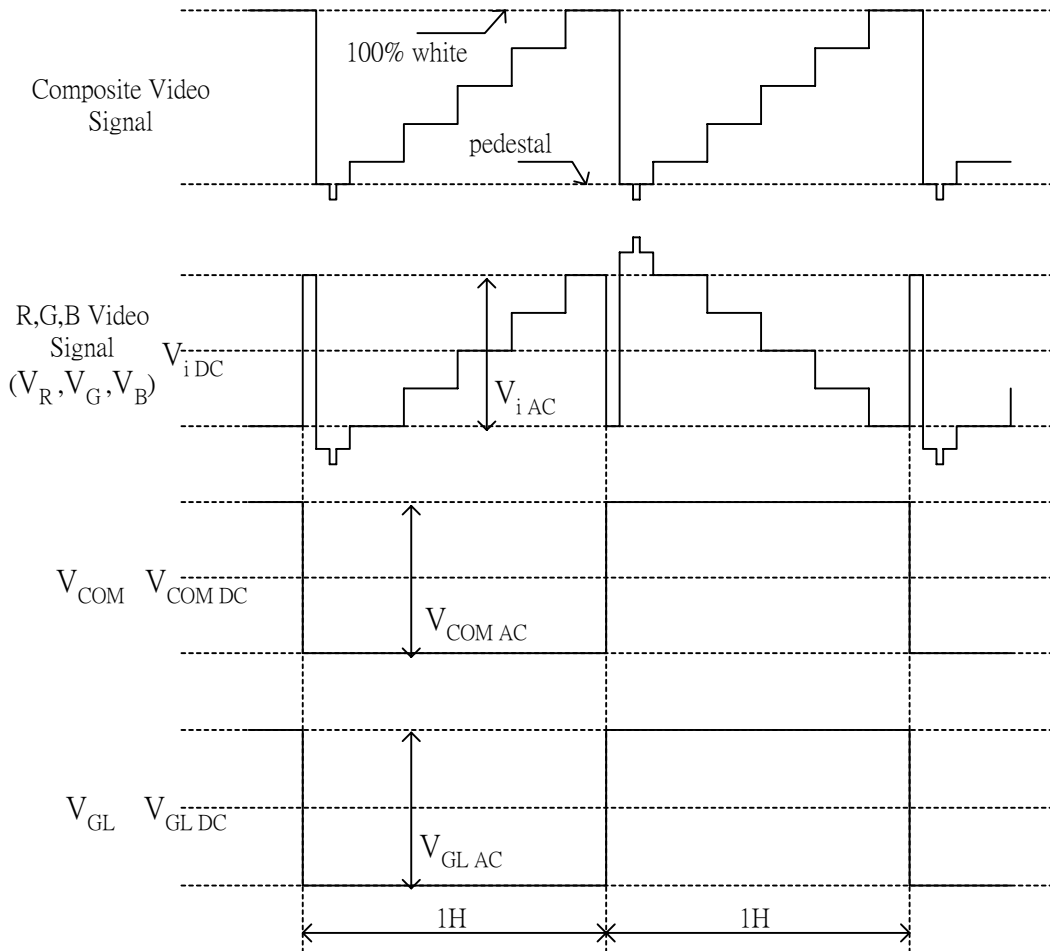 100% white
Composite Video
Signal
pedestal
R,G,B Video
Signal
(V_R ,V_G ,V_B)
V_i DC
V_i AC
V_COM
V_COM DC
V_COM AC
V_GL
V_GL DC
V_GL AC
1H
1H